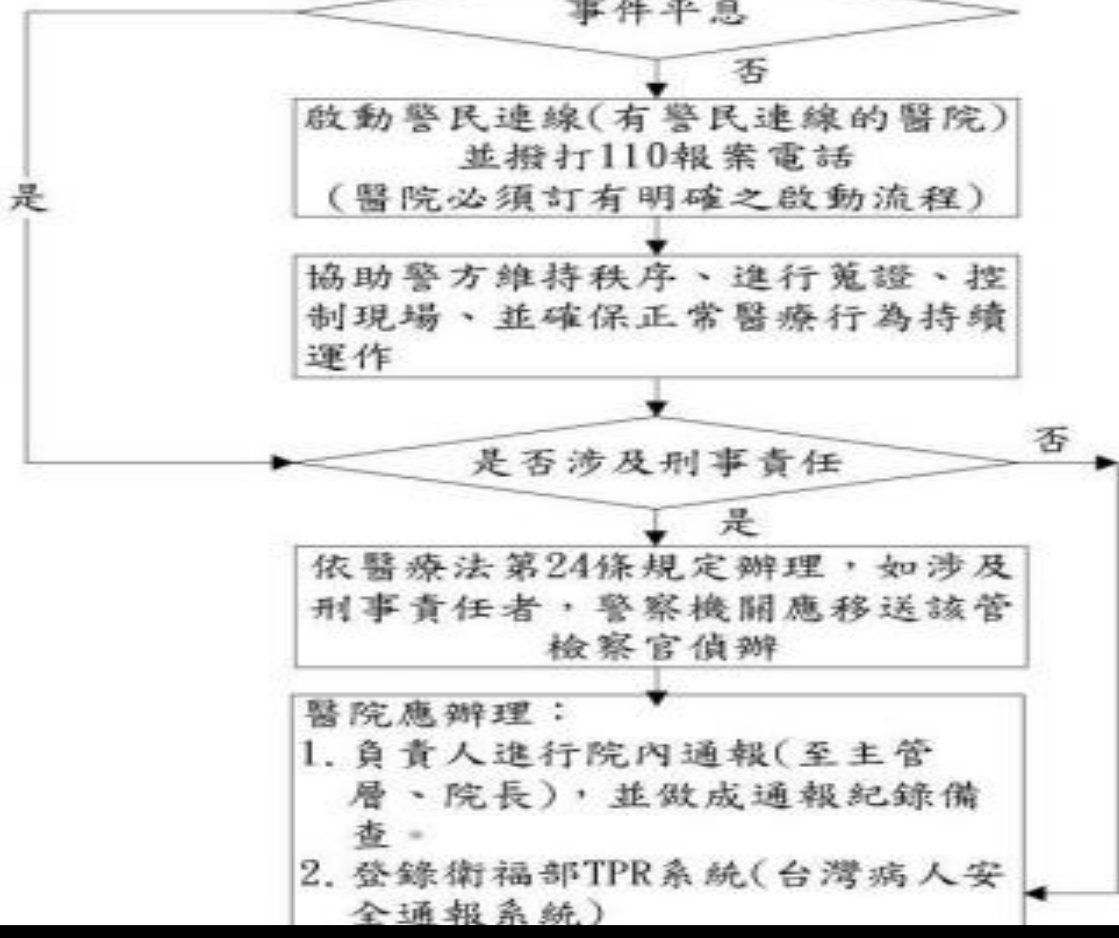 事件平息
否
啟動警民連線(有警民連線的醫院)
並撥打110報案電話
(醫院必須訂有明確之啟動流程)
是
協助警方維持秩序、進行蒐證、控
制現場、並確保正常醫療行為持續
運作
是否涉及刑事責任
否
是
依醫療法第24條規定辦理，如涉及
刑事責任者，警察機關應移送該管
檢察官偵辦
醫院應辦理：
1. 負責人進行院內通報(至主管
層、院長)，並做成通報紀錄備
查。
2. 登錄衛福部TPR系統(台灣病人安
全通報系統)